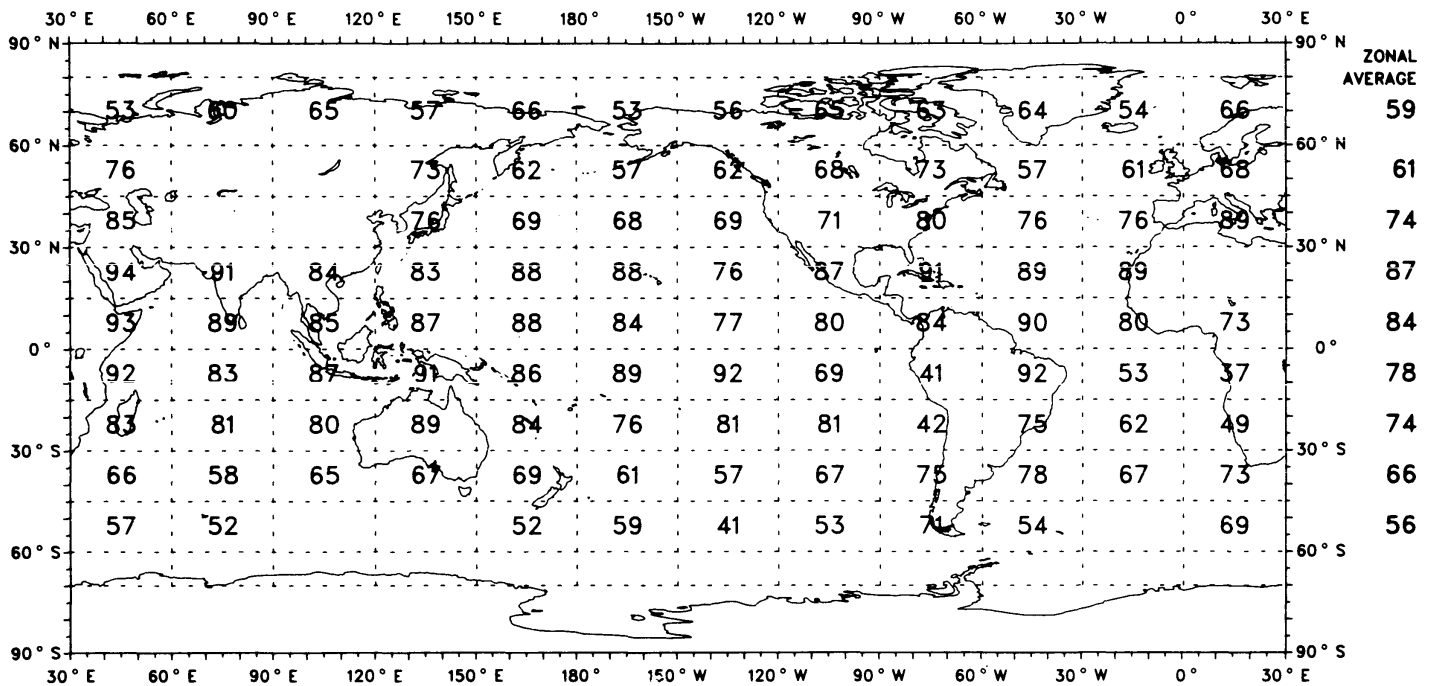 30° E 60° E 90° E 120° E 150° E 180° 150° W 120° W 90° W 60° W 30° W 0° 30° E
90° N 90° N
ZONAL
AVERAGE
53 60 65 57 66 53 56 65 63 64 54 66 59
60° N 60° N
76 73 62 57 62 68 73 57 61 68 61
85 76 69 68 69 71 80 76 76 89 74
30° N 30° N
94 91 84 83 88 88 76 87 91 89 89 87
93 89 85 87 88 84 77 80 84 90 80 73 84
0° 0°
92 83 87 91 86 89 92 69 41 92 53 37 78
83 81 80 89 84 76 81 81 42 75 62 49 74
30° S 30° S
66 58 65 67 69 61 57 67 75 78 67 73 66
57 52 52 59 41 53 71 54 69 56
60° S 60° S
90° S 90° S
30° E 60° E 90° E 120° E 150° E 180° 150° W 120° W 90° W 60° W 30° W 0° 30° E